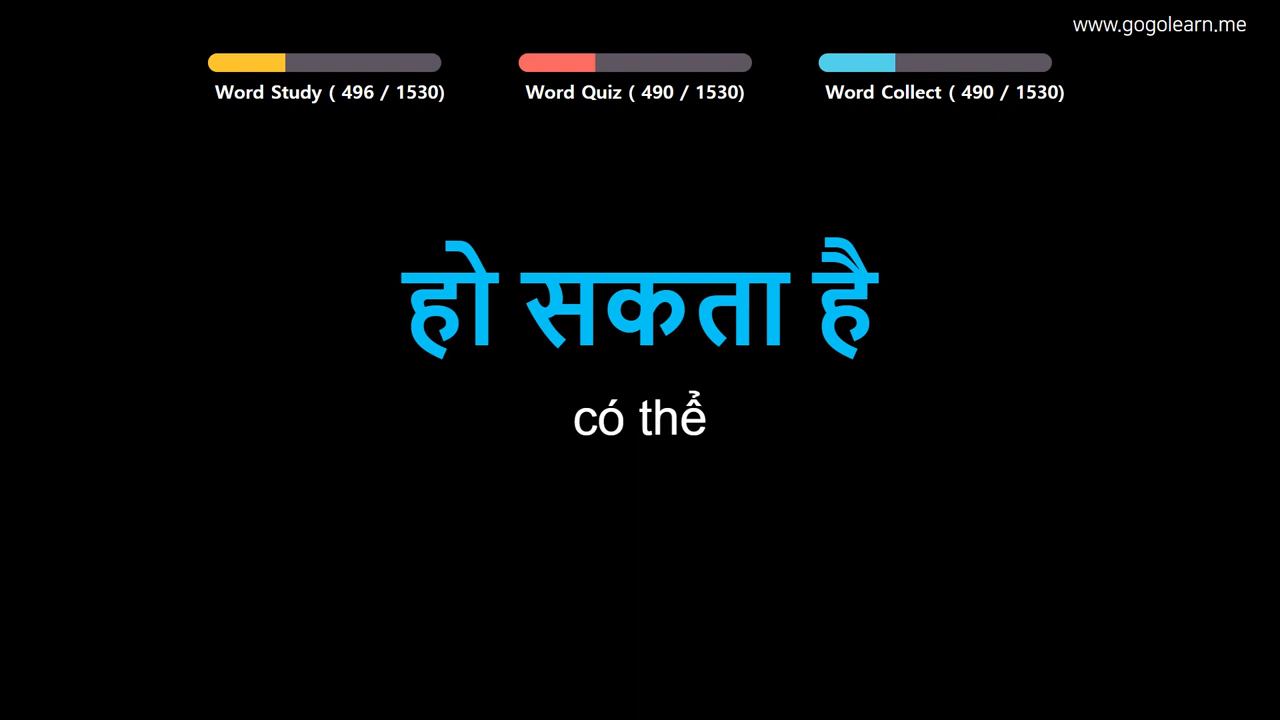 www.gogolearn.me
Word Study ( 496 / 1530) Word Quiz ( 490 / 1530) Word Collect ( 490 / 1530)
हो सकता है
có thể